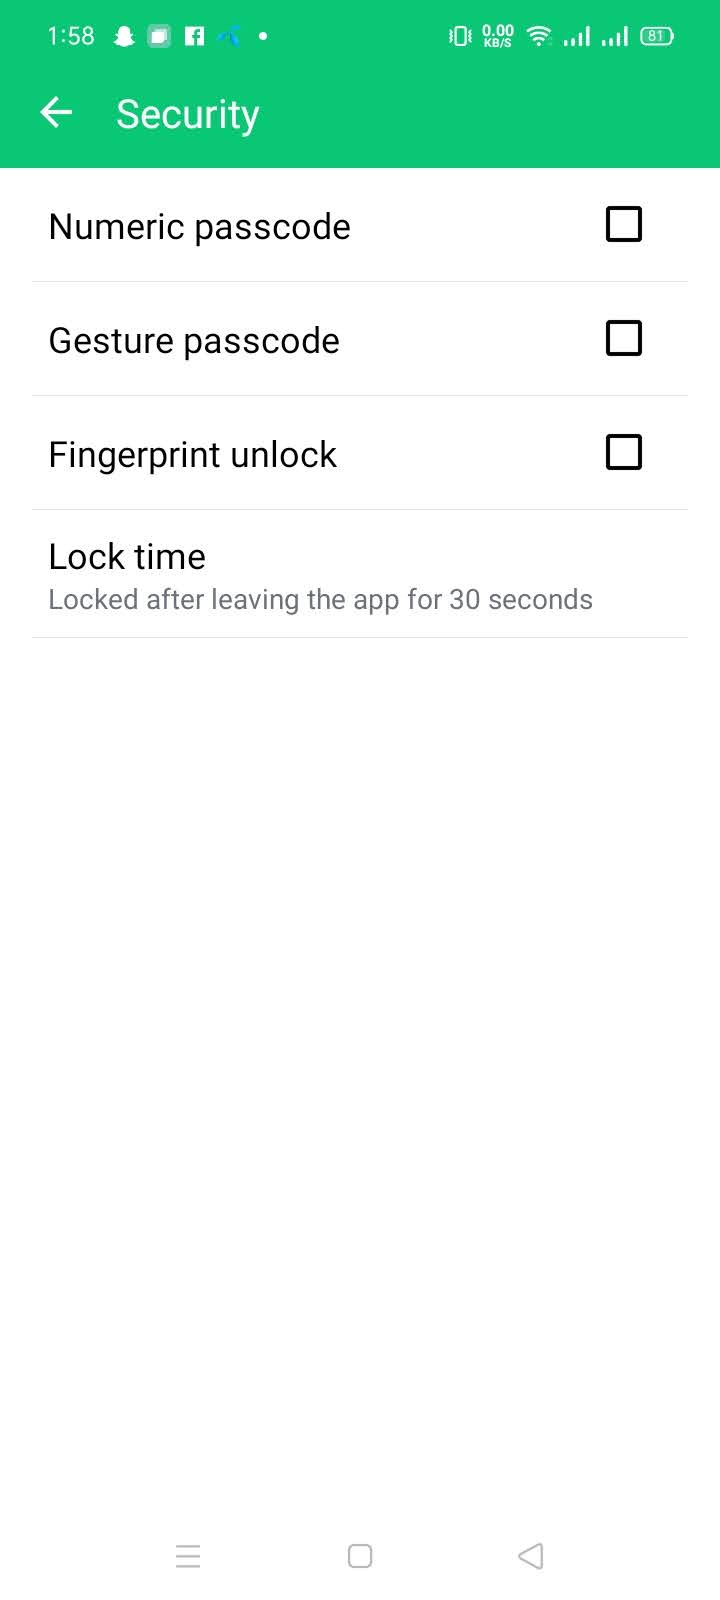 1:58 0.00 KB/S 81
Security
Numeric passcode
Gesture passcode
Fingerprint unlock
Lock time
Locked after leaving the app for 30 seconds